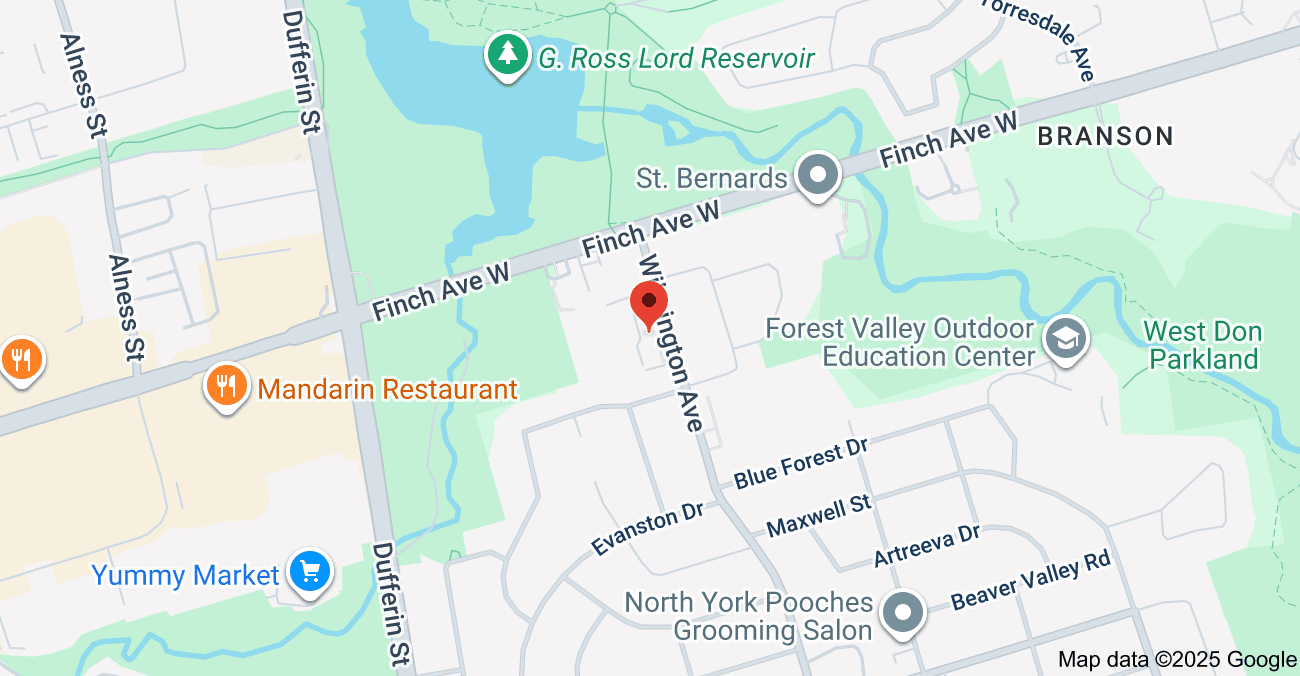 Torresdale Ave
Alness St
Dufferin St
G. Ross Lord Reservoir
Finch Ave W
BRANSON
St. Bernards
Finch Ave W
Finch Ave W
Alness St
Wilmington Ave
Forest Valley Outdoor
Education Center
West Don
Parkland
Mandarin Restaurant
Blue Forest Dr
Evanston Dr
Maxwell St
Artreeva Dr
Beaver Valley Rd
Yummy Market
Dufferin St
North York Pooches
Grooming Salon
Map data ©2025 Google